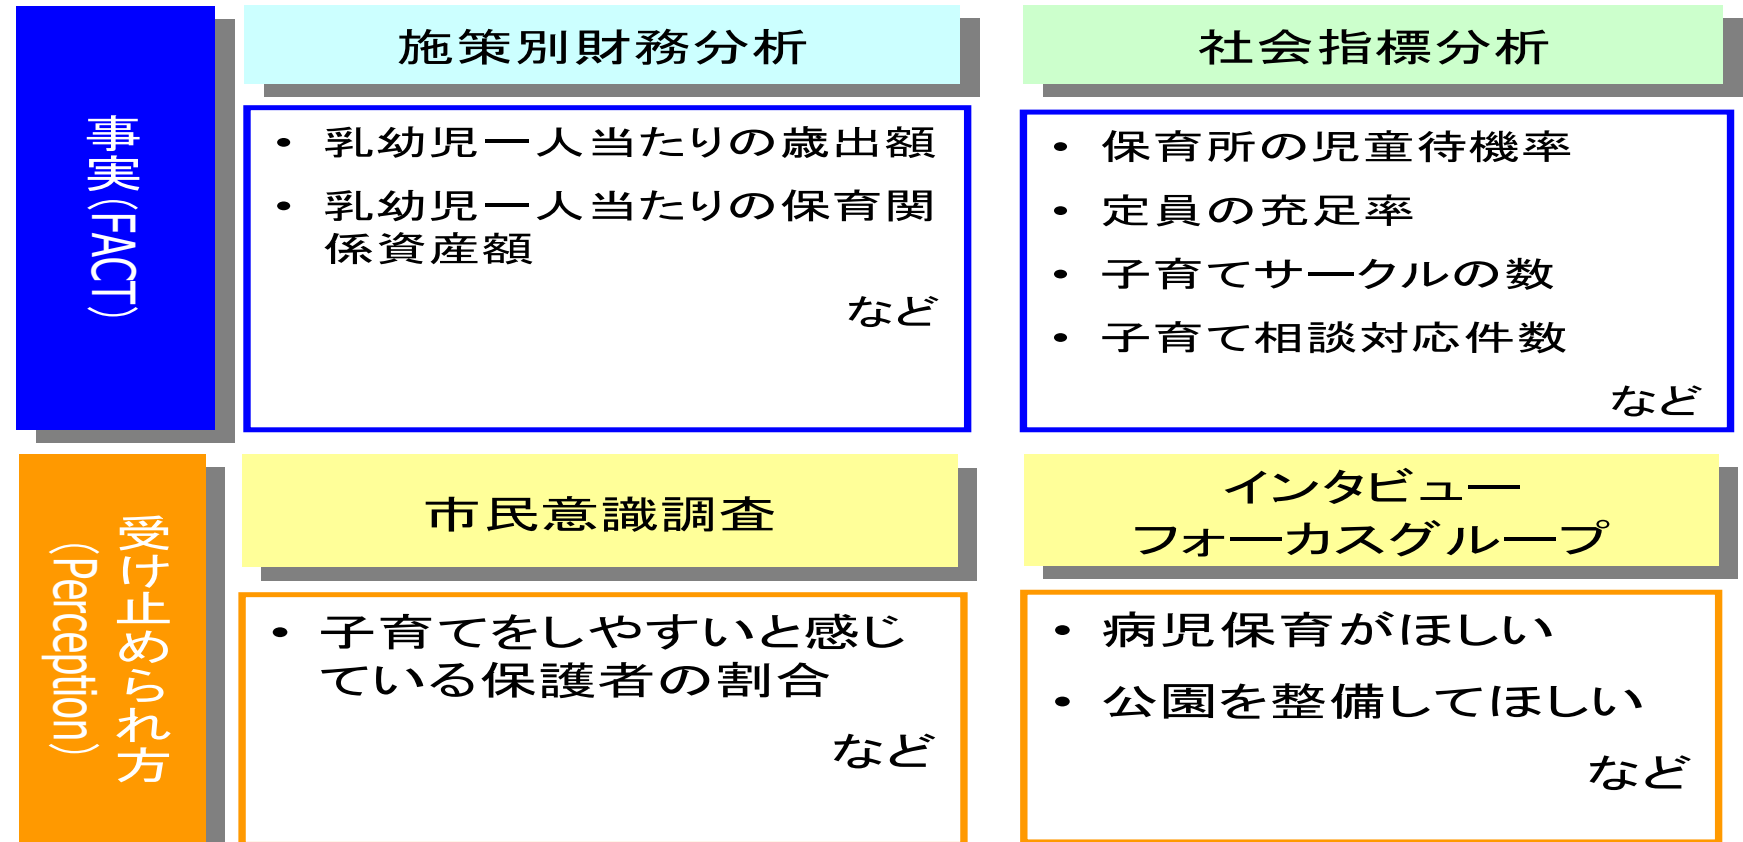 事実(FACT)
施策別財務分析
• 乳幼児一人当たりの歳出額
• 乳幼児一人当たりの保育関
係資産額
など
社会指標分析
• 保育所の児童待機率
• 定員の充足率
• 子育てサークルの数
• 子育て相談対応件数
など
受け止められ方
(Perception)
市民意識調査
• 子育てをしやすいと感じ
ている保護者の割合
など
インタビュー
フォーカスグループ
• 病児保育がほしい
• 公園を整備してほしい
など